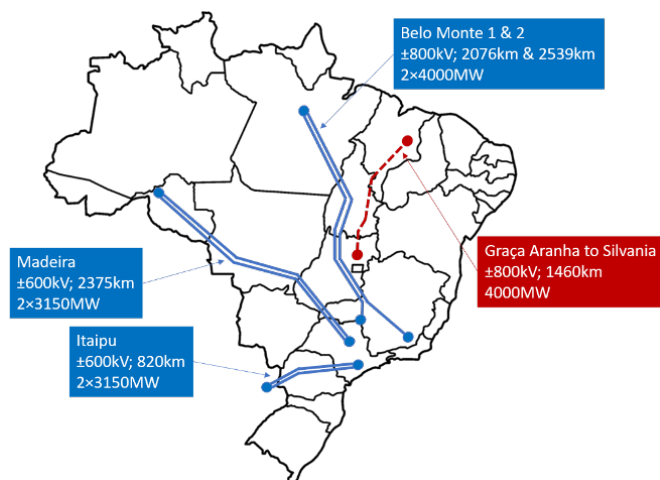 Belo Monte 1 & 2
±800kV; 2076km & 2539km
2×4000MW
Graça Aranha to Silvania
±800kV; 1460km
4000MW
Madeira
±600kV; 2375km
2×3150MW
Itaipu
±600kV; 820km
2×3150MW